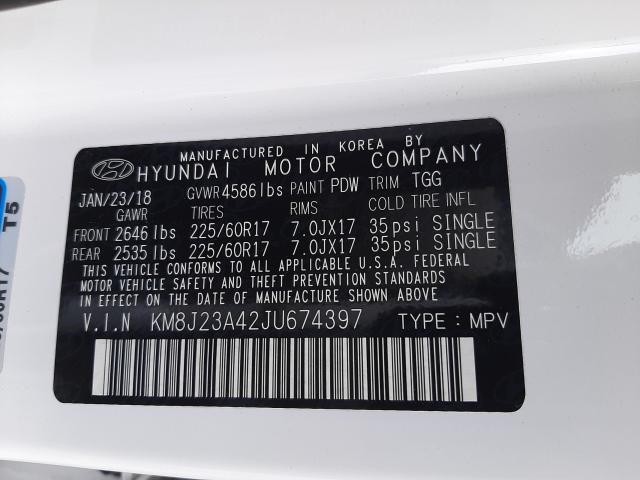 MANUFACTURED IN KOREA BY
HYUNDAI MOTOR COMPANY
JAN/23/18 GVWR 4586lbs PAINT PDW TRIM TGG
GAWR TIRES RIMS COLD TIRE INFL
FRONT 2646 lbs 225/60R17 7.0JX17 35psi SINGLE
REAR 2535 lbs 225/60R17 7.0JX17 35psi SINGLE
THIS VEHICLE CONFORMS TO ALL APPLICABLE U.S.A. FEDERAL
MOTOR VEHICLE SAFETY AND THEFT PREVENTION STANDARDS
IN EFFECT ON THE DATE OF MANUFACTURE SHOWN ABOVE.
V.I.N KM8J23A42JU674397 TYPE : MPV
T5